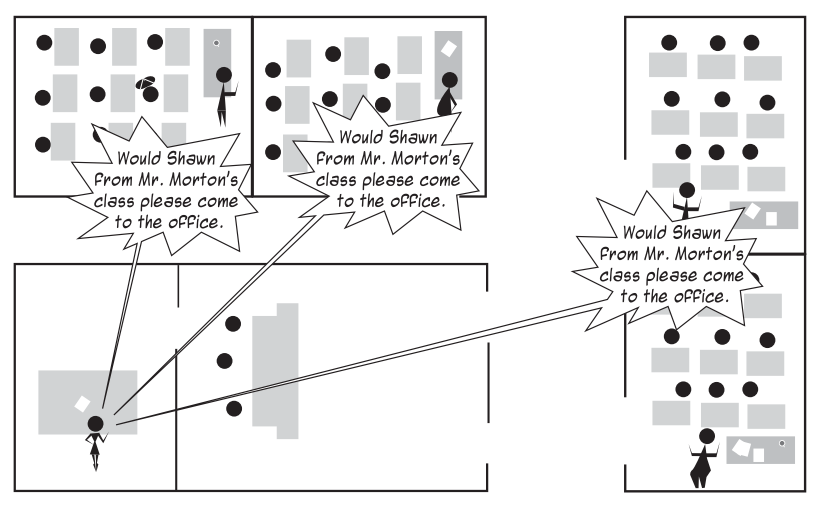 Would Shawn
from Mr. Morton's
class please come
to the office.
Would Shawn
from Mr. Morton's
class please come
to the office.
Would Shawn
from Mr. Morton's
class please come
to the office.